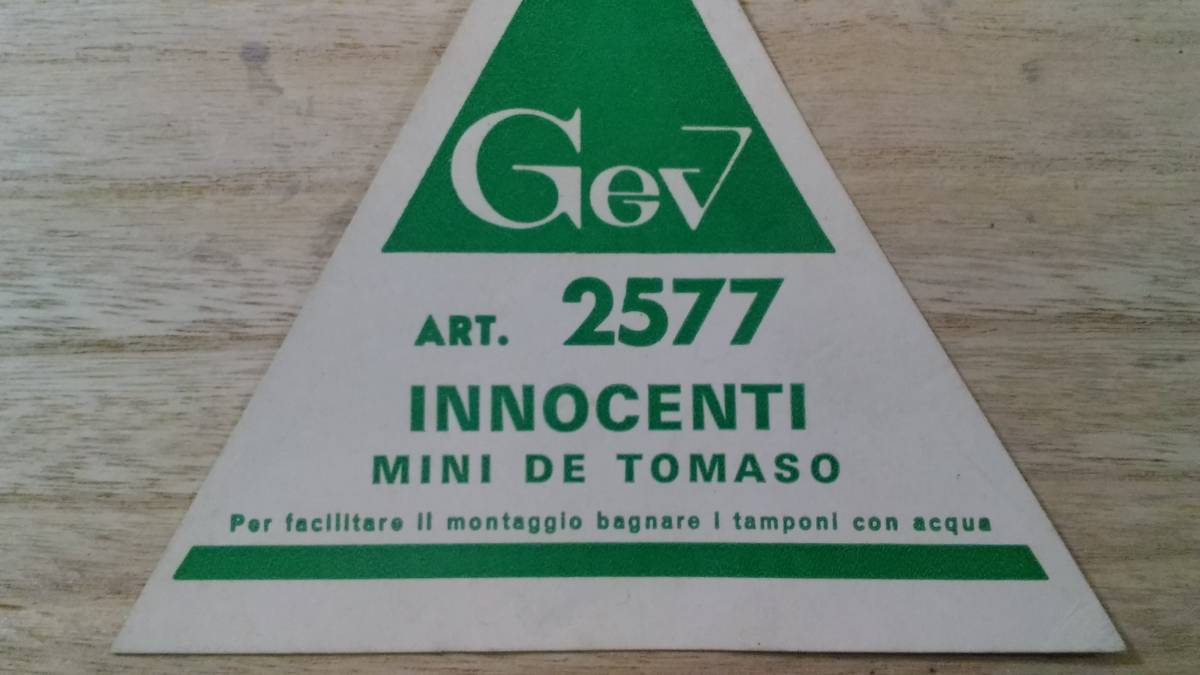 Gev
ART. 2577
INNOCENTI
MINI DE TOMASO
Per facilitare il montaggio bagnare i tamponi con acqua